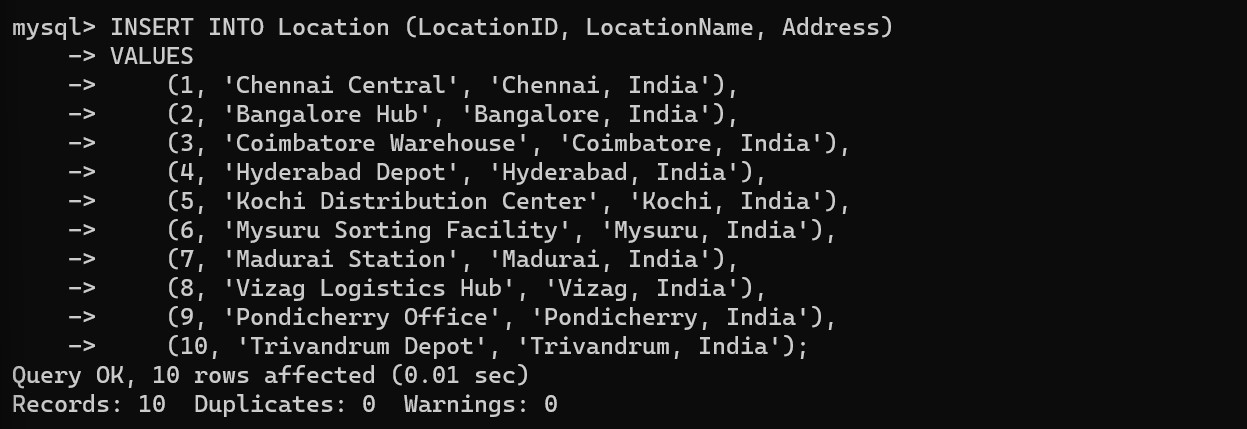 mysql> INSERT INTO Location (LocationID, LocationName, Address)
    -> VALUES
    ->     (1, 'Chennai Central', 'Chennai, India'),
    ->     (2, 'Bangalore Hub', 'Bangalore, India'),
    ->     (3, 'Coimbatore Warehouse', 'Coimbatore, India'),
    ->     (4, 'Hyderabad Depot', 'Hyderabad, India'),
    ->     (5, 'Kochi Distribution Center', 'Kochi, India'),
    ->     (6, 'Mysuru Sorting Facility', 'Mysuru, India'),
    ->     (7, 'Madurai Station', 'Madurai, India'),
    ->     (8, 'Vizag Logistics Hub', 'Vizag, India'),
    ->     (9, 'Pondicherry Office', 'Pondicherry, India'),
    ->     (10, 'Trivandrum Depot', 'Trivandrum, India');
Query OK, 10 rows affected (0.01 sec)
Records: 10  Duplicates: 0  Warnings: 0